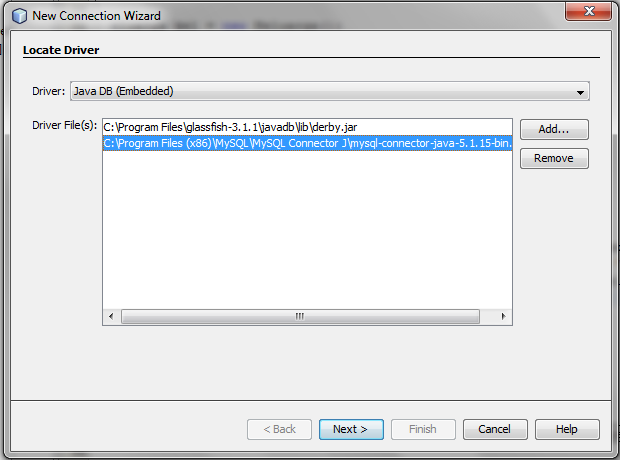 New Connection Wizard
Locate Driver
Driver: Java DB (Embedded)
Driver File(s): C:\Program Files\glassfish-3.1.1\javadb\lib\derby.jar
C:\Program Files (x86)\MySQL\MySQL Connector J\mysql-connector-java-5.1.15-bin.
Add...
Remove
< Back
Next >
Finish
Cancel
Help